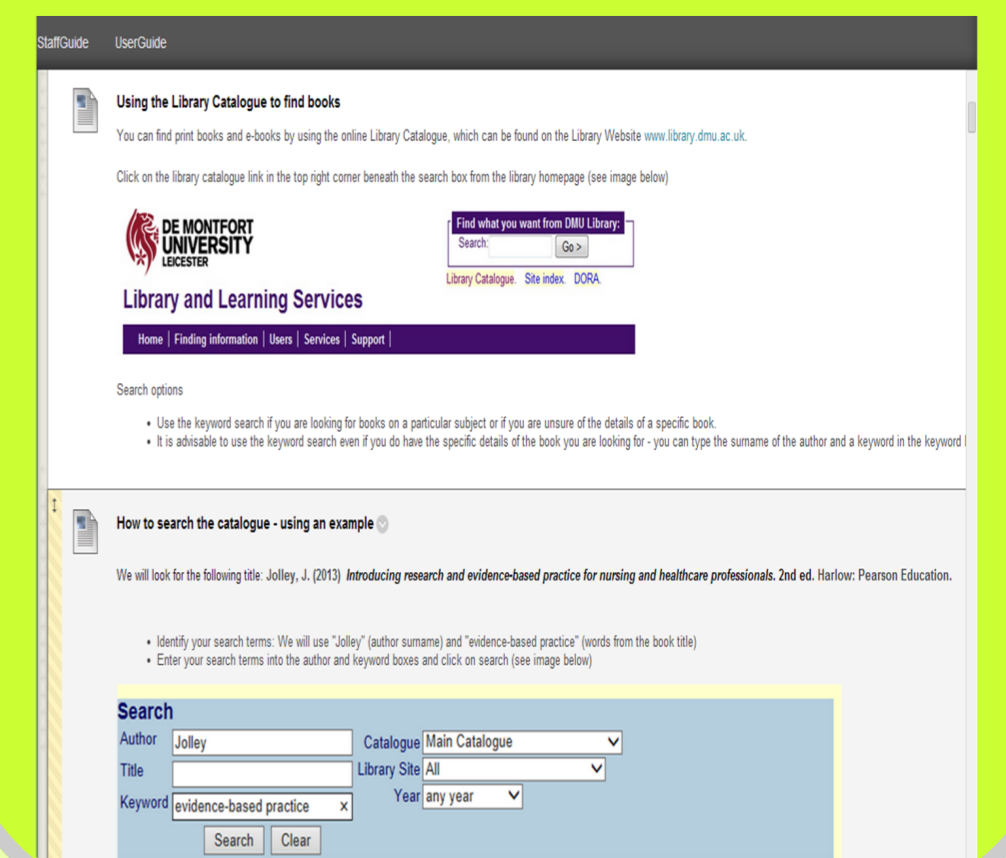 StaffGuide UserGuide
Using the Library Catalogue to find books
You can find print books and e-books by using the online Library Catalogue, which can be found on the Library Website www.library.dmu.ac.uk.
Click on the library catalogue link in the top right corner beneath the search box from the library homepage (see image below)
DE MONTFORT
UNIVERSITY
LEICESTER
Find what you want from DMU Library:
Search: Go >
Library Catalogue. Site index. DORA.
Library and Learning Services
Home | Finding information | Users | Services | Support |
Search options
• Use the keyword search if you are looking for books on a particular subject or if you are unsure of the details of a specific book.
• It is advisable to use the keyword search even if you do have the specific details of the book you are looking for - you can type the surname of the author and a keyword in the keyword
How to search the catalogue - using an example
We will look for the following title: Jolley, J. (2013) Introducing research and evidence-based practice for nursing and healthcare professionals. 2nd ed. Harlow: Pearson Education.
• Identify your search terms: We will use "Jolley" (author surname) and "evidence-based practice" (words from the book title)
• Enter your search terms into the author and keyword boxes and click on search (see image below)
Search
Author Jolley Catalogue Main Catalogue
Title Library Site All
Keyword evidence-based practice x Year any year
Search Clear